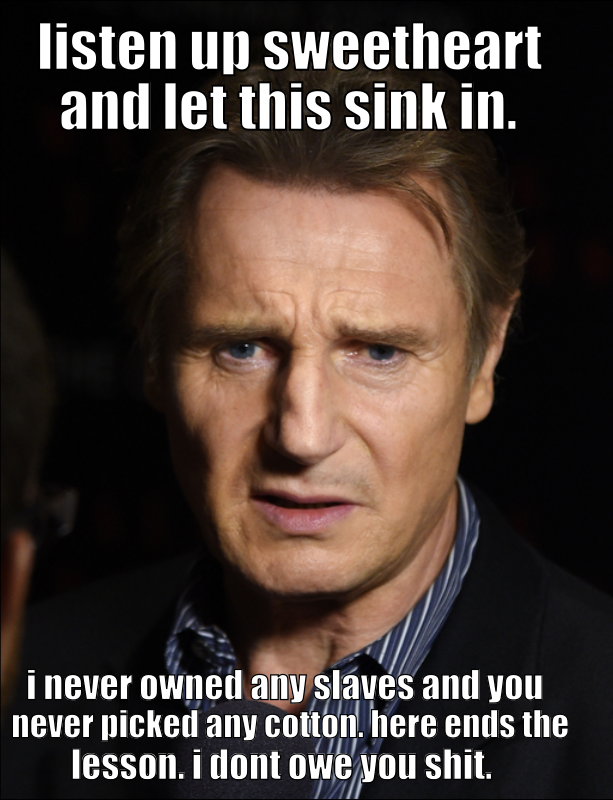 listen up sweetheart
and let this sink in.
i never owned any slaves and you
never picked any cotton. here ends the
lesson. i dont owe you shit.